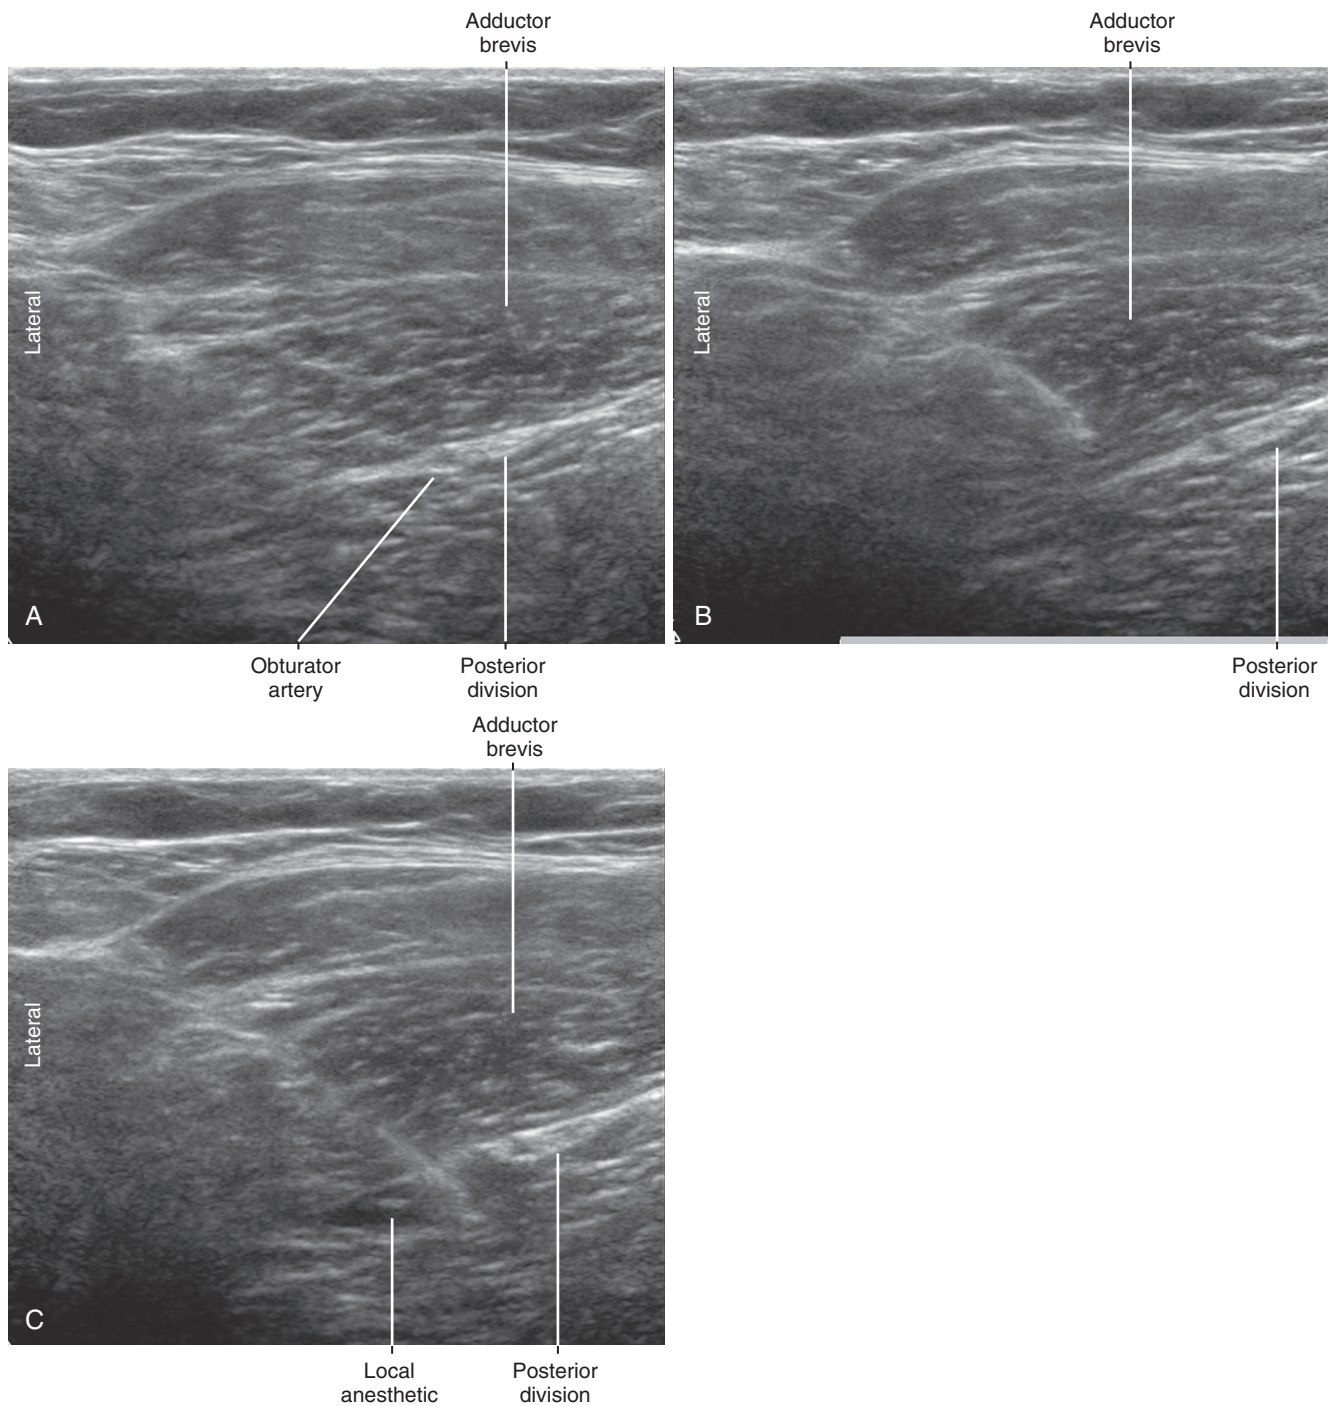 Adductor
brevis
Adductor
brevis
Lateral
Lateral
A
B
Obturator
artery
Posterior
division
Posterior
division
Adductor
brevis
Lateral
C
Local
anesthetic
Posterior
division